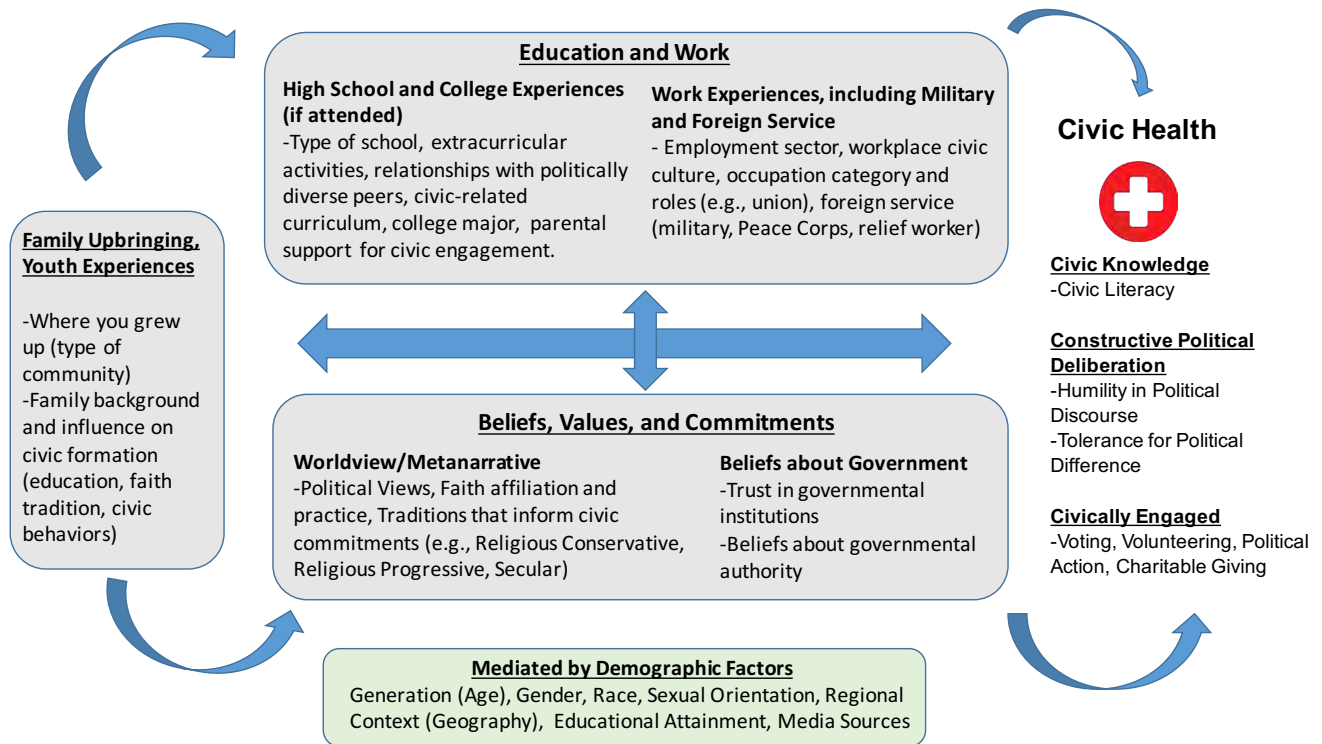 Education and Work
High School and College Experiences
(if attended)
-Type of school, extracurricular
activities, relationships with politically
diverse peers, civic-related
curriculum, college major, parental
support for civic engagement.
Work Experiences, including Military
and Foreign Service
- Employment sector, workplace civic
culture, occupation category and
roles (e.g., union), foreign service
(military, Peace Corps, relief worker)
Family Upbringing,
Youth Experiences
-Where you grew
up (type of
community)
-Family background
and influence on
civic formation
(education, faith
tradition, civic
behaviors)
Beliefs, Values, and Commitments
Worldview/Metanarrative
-Political Views, Faith affiliation and
practice, Traditions that inform civic
commitments (e.g., Religious Conservative,
Religious Progressive, Secular)
Beliefs about Government
-Trust in governmental
institutions
-Beliefs about governmental
authority
Mediated by Demographic Factors
Generation (Age), Gender, Race, Sexual Orientation, Regional
Context (Geography), Educational Attainment, Media Sources
Civic Health
Civic Knowledge
-Civic Literacy
Constructive Political
Deliberation
-Humility in Political
Discourse
-Tolerance for Political
Difference
Civically Engaged
-Voting, Volunteering, Political
Action, Charitable Giving